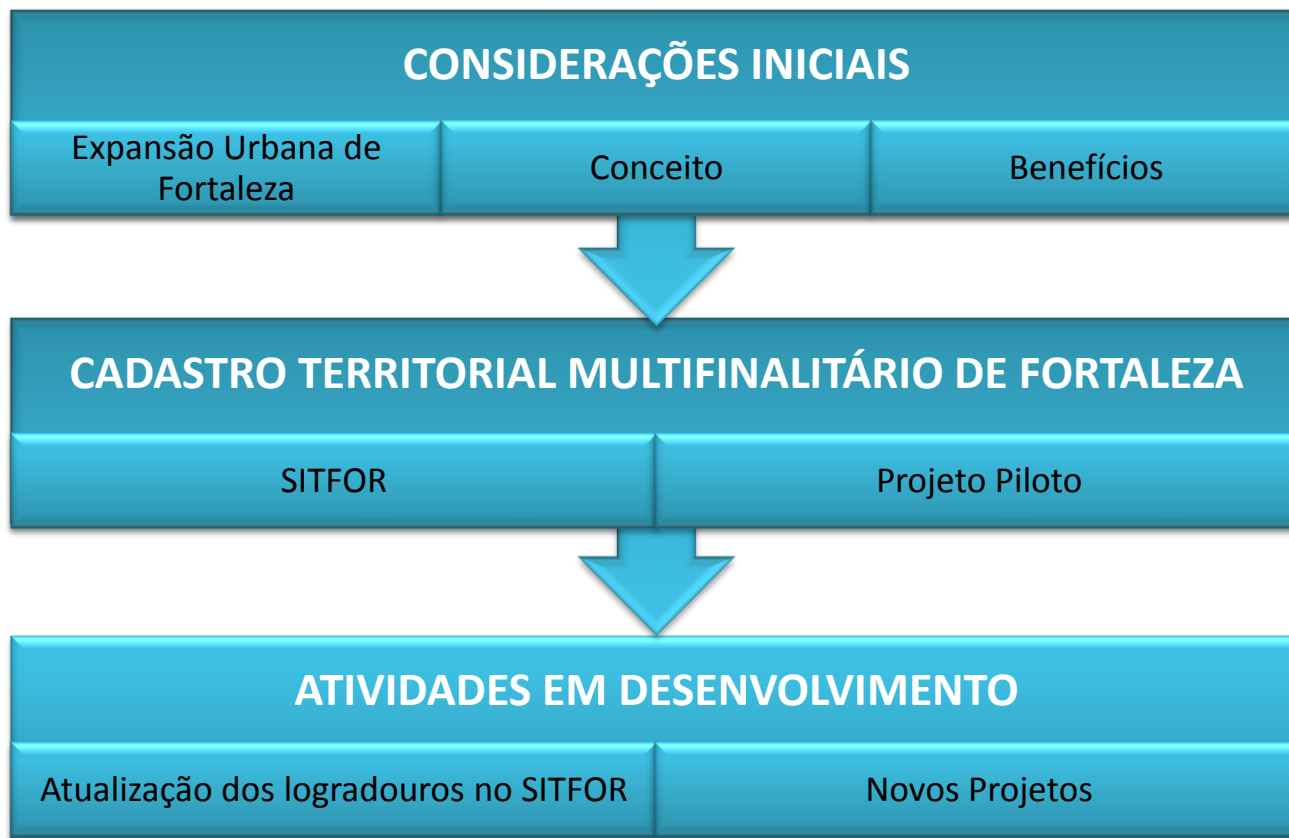 CONSIDERAÇÕES INICIAIS
Expansão Urbana de
Fortaleza
Conceito
Benefícios
CADASTRO TERRITORIAL MULTIFINALITÁRIO DE FORTALEZA
SITFOR
Projeto Piloto
ATIVIDADES EM DESENVOLVIMENTO
Atualização dos logradouros no SITFOR
Novos Projetos